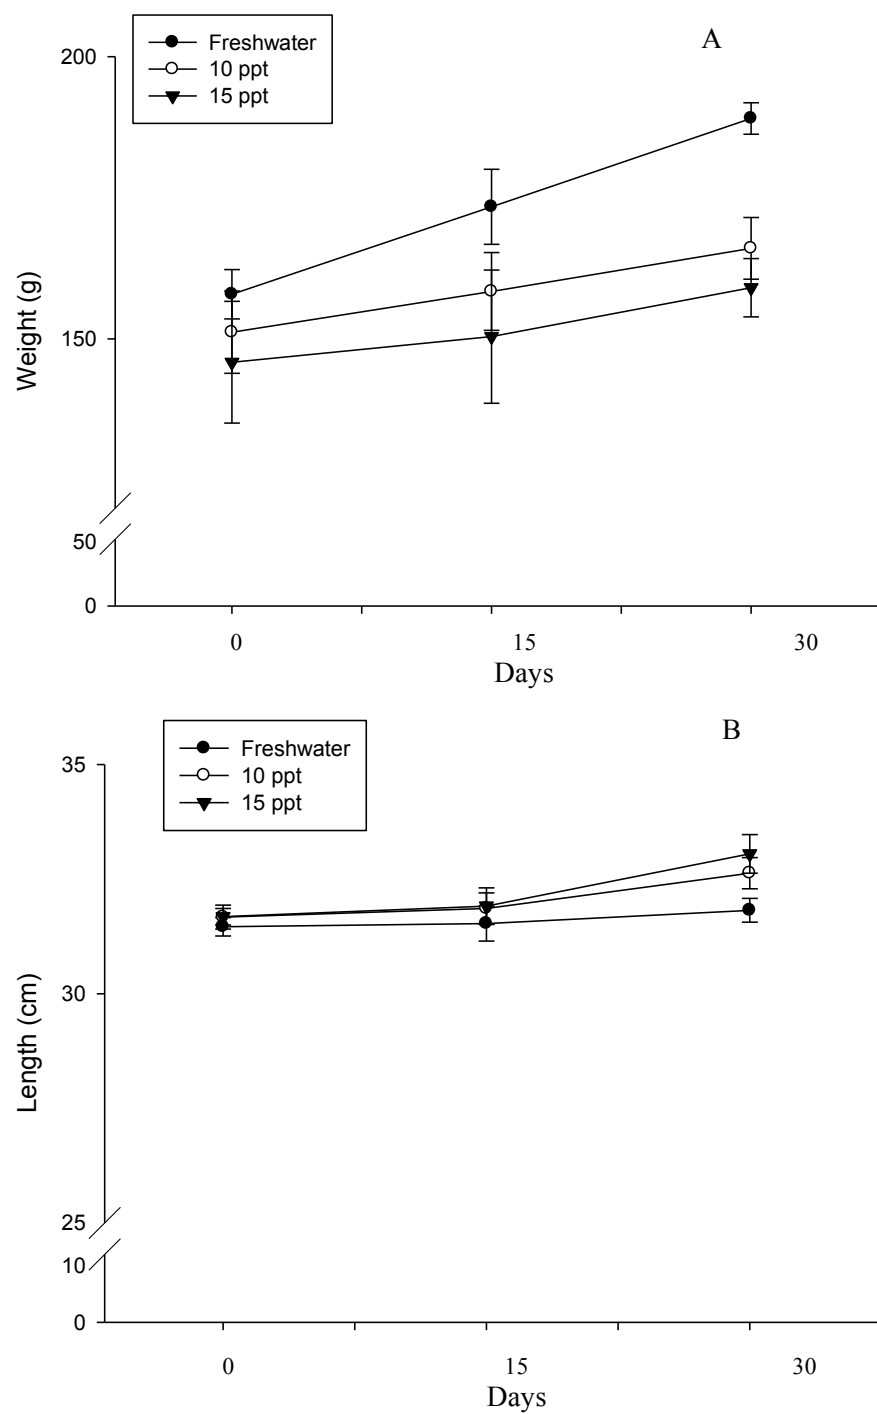 Freshwater
10 ppt
15 ppt
A
200
150
50
0
Weight (g)
0 15 30
Days
Freshwater
10 ppt
15 ppt
B
35
30
25
10
0
Length (cm)
0 15 30
Days